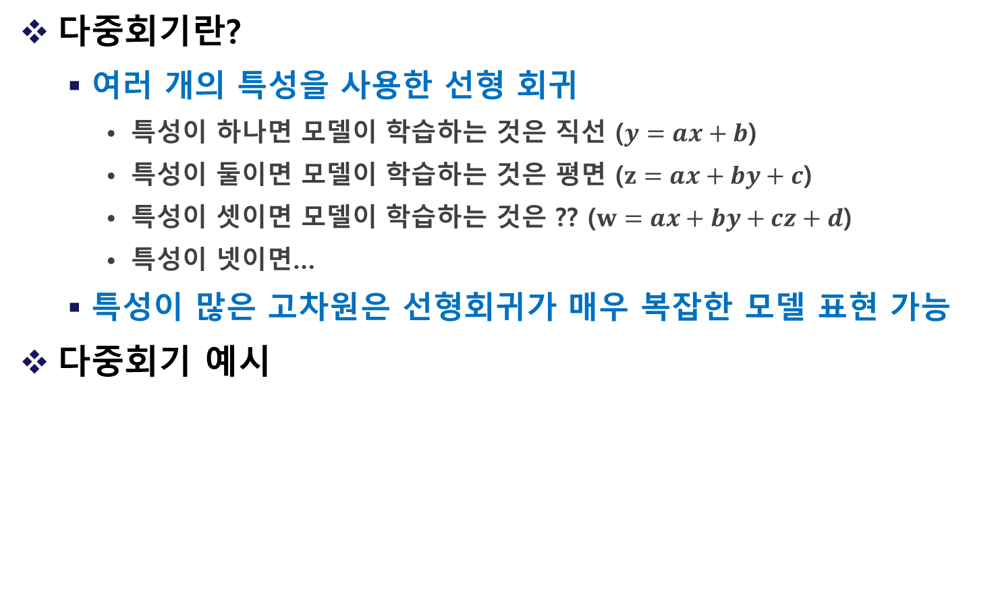 ❖ 다중회기란?
▪ 여러 개의 특성을 사용한 선형 회귀
• 특성이 하나면 모델이 학습하는 것은 직선 (y = ax + b)
• 특성이 둘이면 모델이 학습하는 것은 평면 (z = ax + by + c)
• 특성이 셋이면 모델이 학습하는 것은 ?? (w = ax + by + cz + d)
• 특성이 넷이면...
▪ 특성이 많은 고차원은 선형회귀가 매우 복잡한 모델 표현 가능
❖ 다중회기 예시